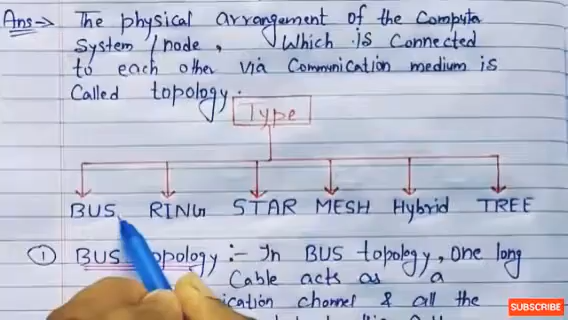 Ans→ The physical arrangement of the Computer
System / node, Which is Connected
to each other via Communication medium is
Called topology.
Type
BUS RING STAR MESH Hybrid TREE
① BUS topology :- In BUS topology, one long
Cable acts as a
channel & all the
SUBSCRIBE